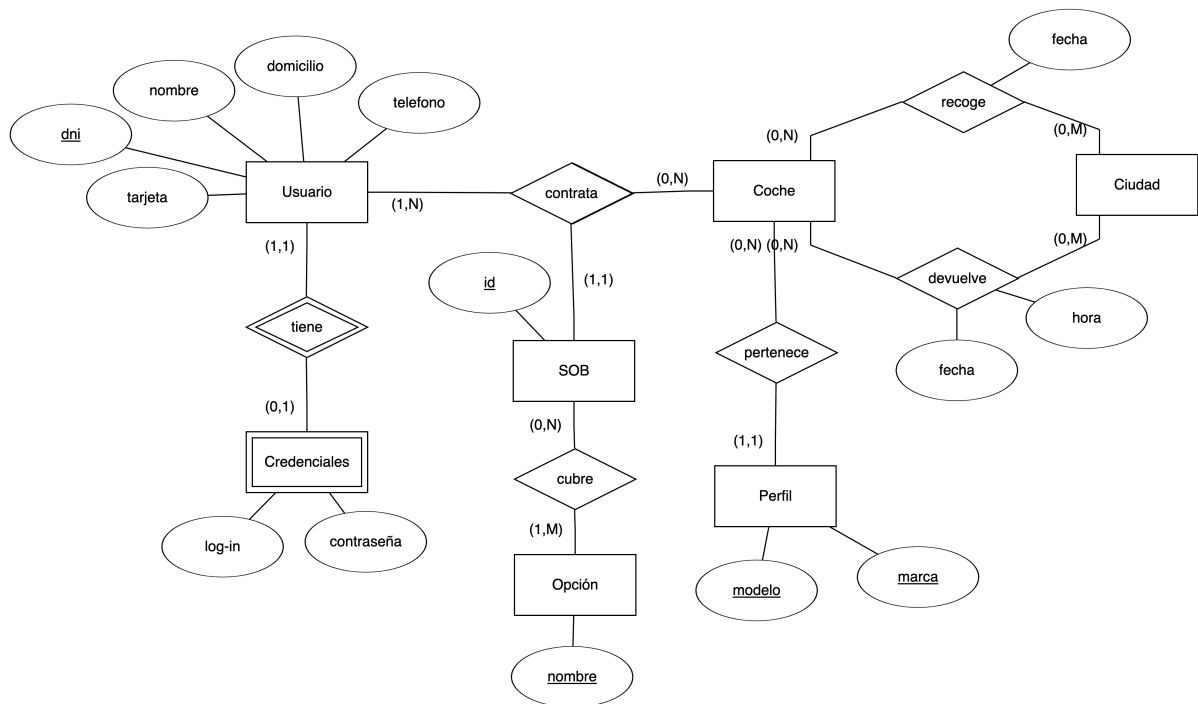 fecha
domicilio
nombre
telefono
recoge
dni
(0,N)
(0,M)
Usuario
tarjeta
contrata
(0,N)
Coche
Ciudad
(1,N)
(1,1)
(0,N) (0,N)
(0,M)
id
(1,1)
devuelve
hora
tiene
pertenece
SOB
fecha
(0,1)
(0,N)
(1,1)
Credenciales
cubre
Perfil
(1,M)
log-in
contraseña
Opción
modelo
marca
nombre